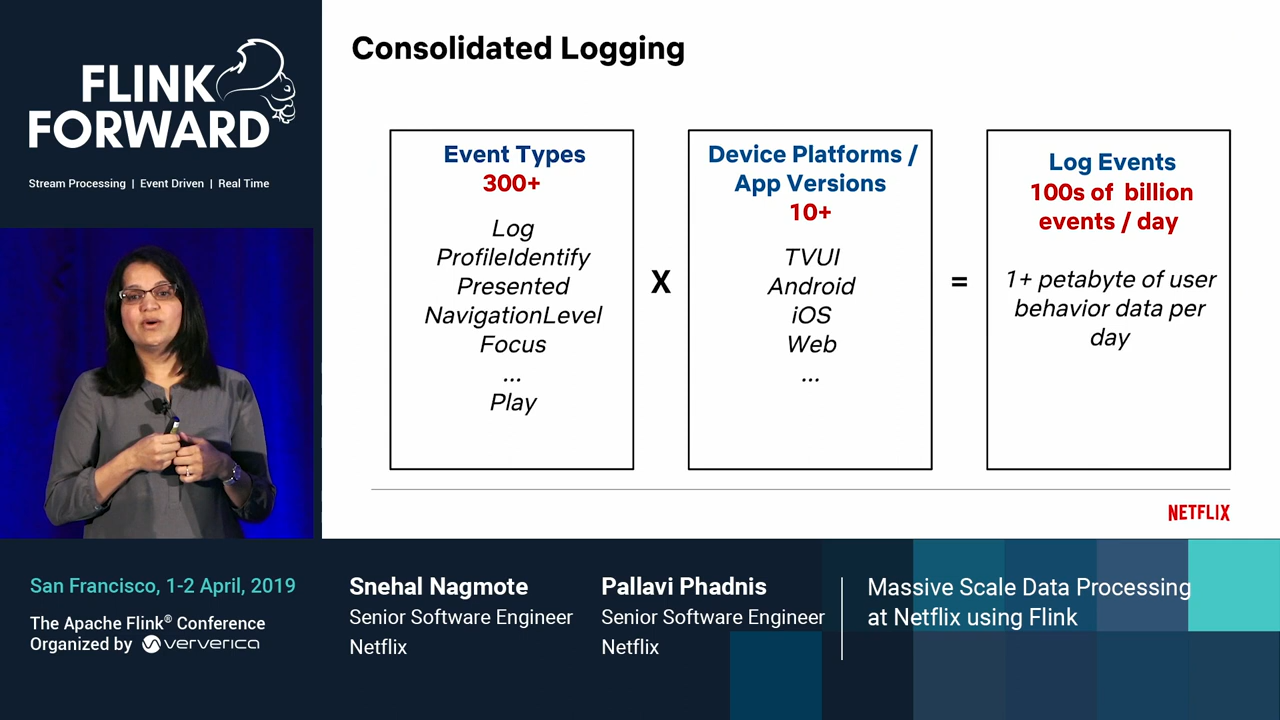 FLINK
FORWARD
Stream Processing | Event Driven | Real Time
Consolidated Logging
Event Types
300+
Log
ProfileIdentify
Presented
NavigationLevel
Focus
...
Play
X
Device Platforms /
App Versions
10+
TVUI
Android
iOS
Web
...
=
Log Events
100s of billion
events / day
1+ petabyte of user
behavior data per
day
NETFLIX
San Francisco, 1-2 April, 2019
The Apache Flink® Conference
Organized by ververica
Snehal Nagmote
Senior Software Engineer
Netflix
Pallavi Phadnis
Senior Software Engineer
Netflix
Massive Scale Data Processing
at Netflix using Flink